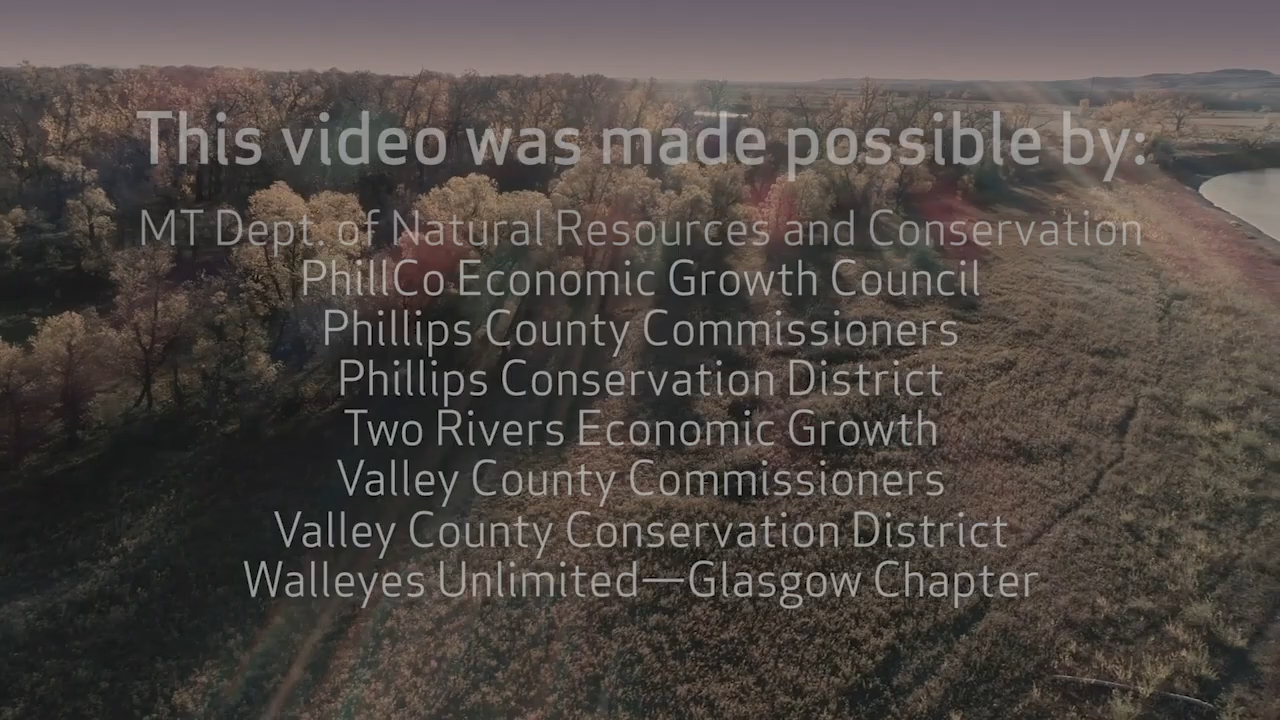 This video was made possible by:
MT Dept. of Natural Resources and Conservation
PhillCo Economic Growth Council
Phillips County Commissioners
Phillips Conservation District
Two Rivers Economic Growth
Valley County Commissioners
Valley County Conservation District
Walleyes Unlimited—Glasgow Chapter